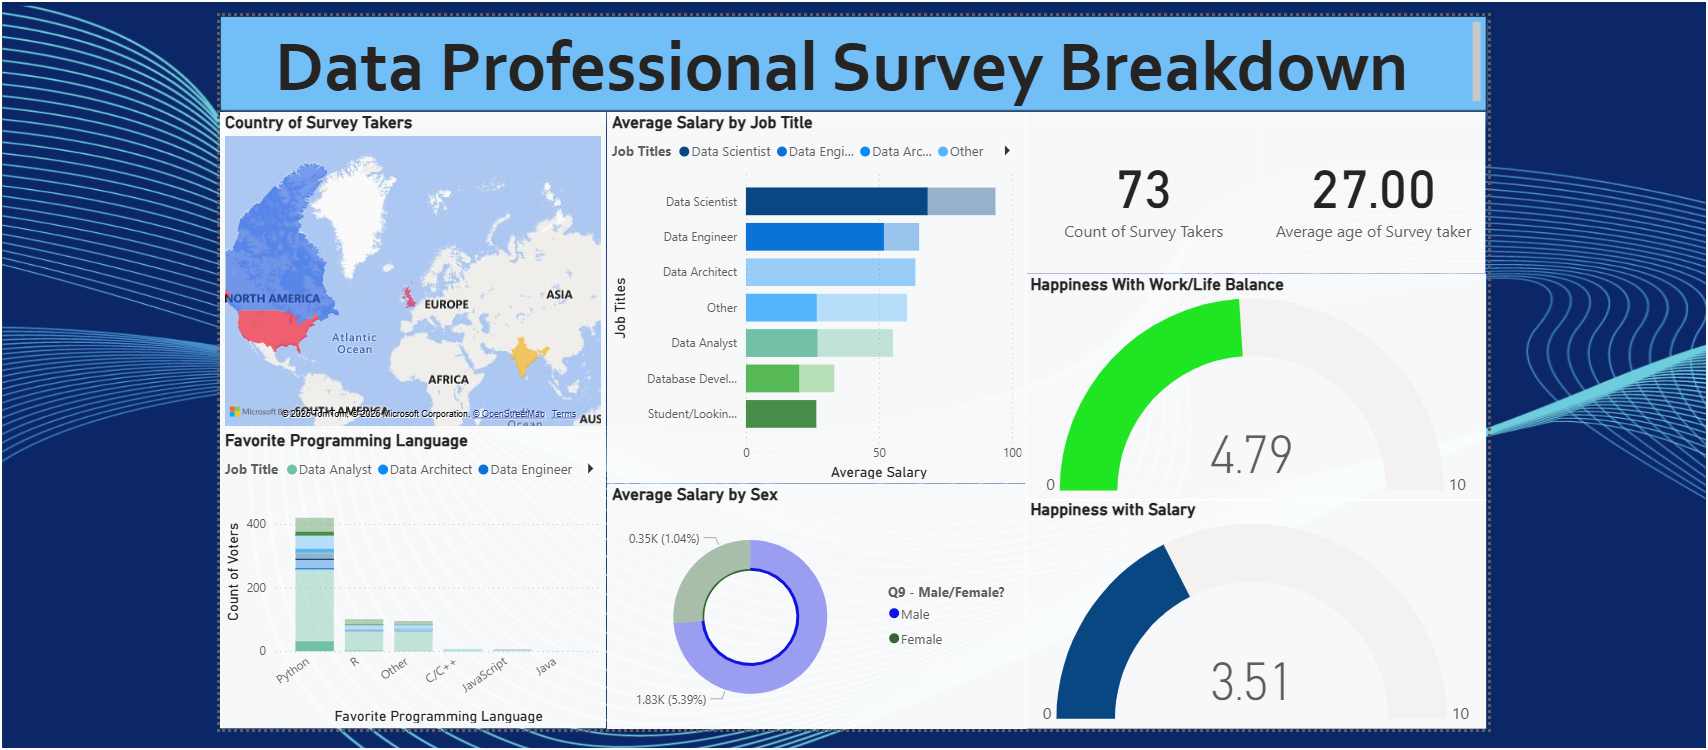 Data Professional Survey Breakdown
Country of Survey Takers
NORTH AMERICA
EUROPE
ASIA
Atlantic
Ocean
AFRICA
SOUTH AMERICA
AUS
Ocean
© 2026 TomTom, © 2026 Microsoft Corporation, © OpenStreetMap Terms
Favorite Programming Language
Job Title Data Analyst Data Architect Data Engineer
Count of Voters
400
200
0
Python
R
Other
C/C++
JavaScript
Java
Favorite Programming Language
Average Salary by Job Title
Job Titles Data Scientist Data Engi... Data Arc... Other
Job Titles
Data Scientist
Data Engineer
Data Architect
Other
Data Analyst
Database Devel...
Student/Lookin...
0 50 100
Average Salary
Average Salary by Sex
0.35K (1.04%)
1.83K (5.39%)
Q9 - Male/Female?
Male
Female
73
Count of Survey Takers
27.00
Average age of Survey taker
Happiness With Work/Life Balance
4.79
0
10
Happiness with Salary
3.51
0
10